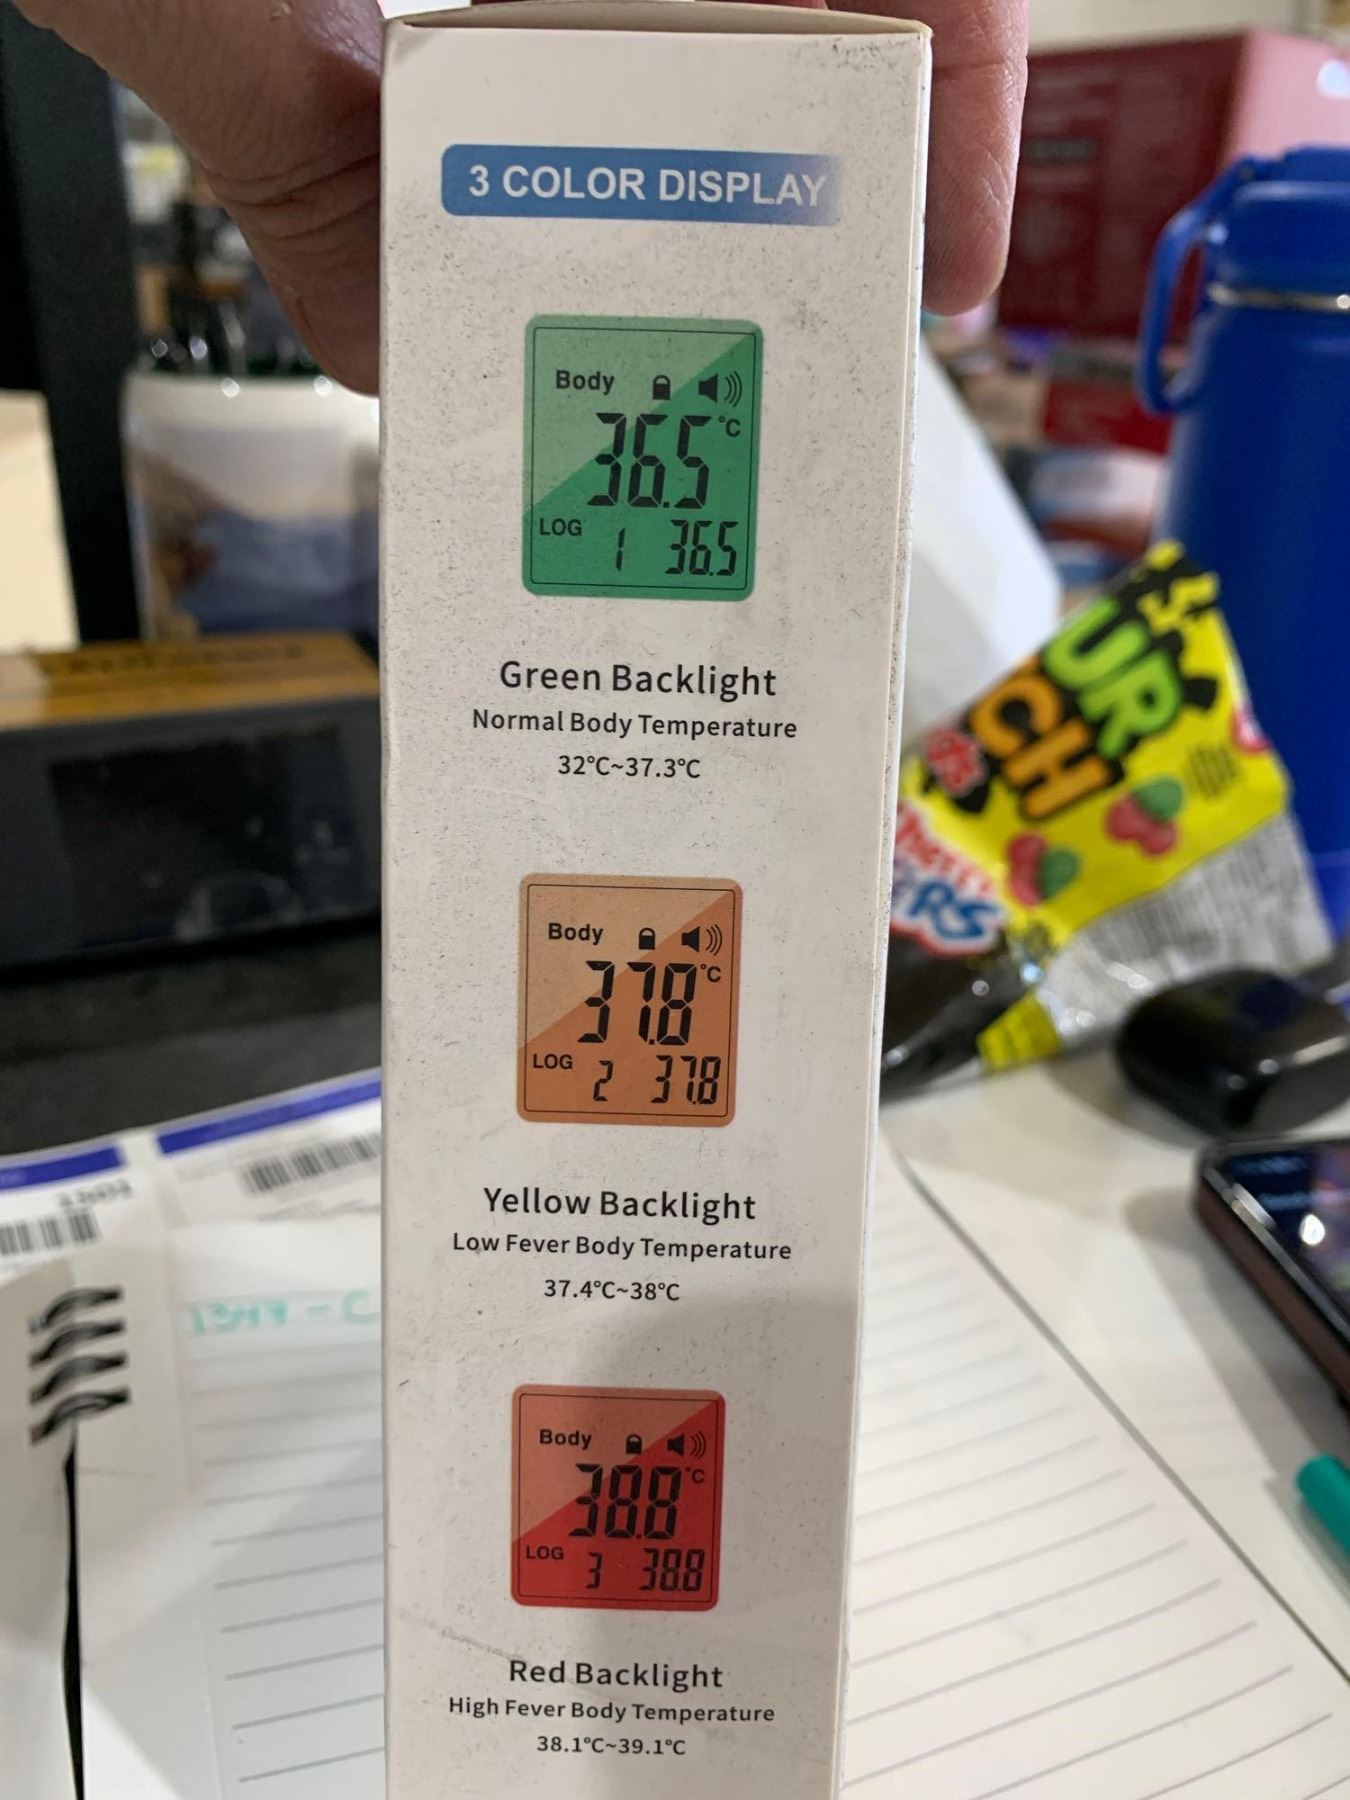 3 COLOR DISPLAY
Body
36.5 °C
LOG 1 36.5
Green Backlight
Normal Body Temperature
32°C~37.3°C
Body
37.8 °C
LOG 2 37.8
Yellow Backlight
Low Fever Body Temperature
37.4°C~38°C
Body
38.8 °C
LOG 3 38.8
Red Backlight
High Fever Body Temperature
38.1°C~39.1°C
1347-C